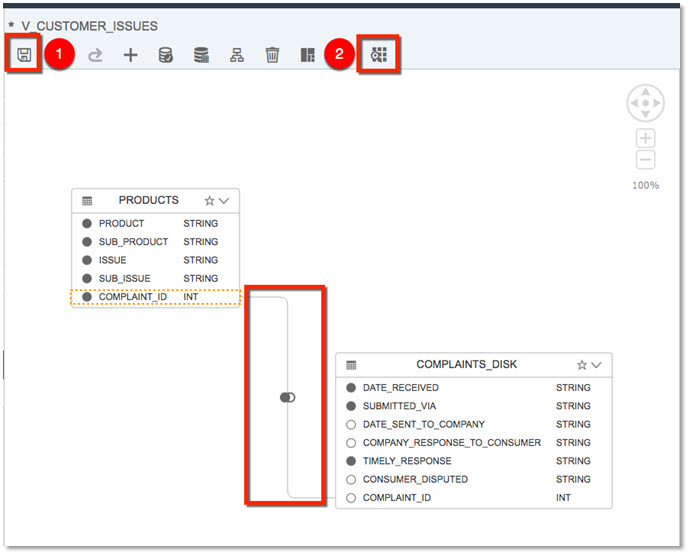 * V_CUSTOMER_ISSUES
1
2
100%
PRODUCTS
PRODUCT STRING
SUB_PRODUCT STRING
ISSUE STRING
SUB_ISSUE STRING
COMPLAINT_ID INT
COMPLAINTS_DISK
DATE_RECEIVED STRING
SUBMITTED_VIA STRING
DATE_SENT_TO_COMPANY STRING
COMPANY_RESPONSE_TO_CONSUMER STRING
TIMELY_RESPONSE STRING
CONSUMER_DISPUTED STRING
COMPLAINT_ID INT